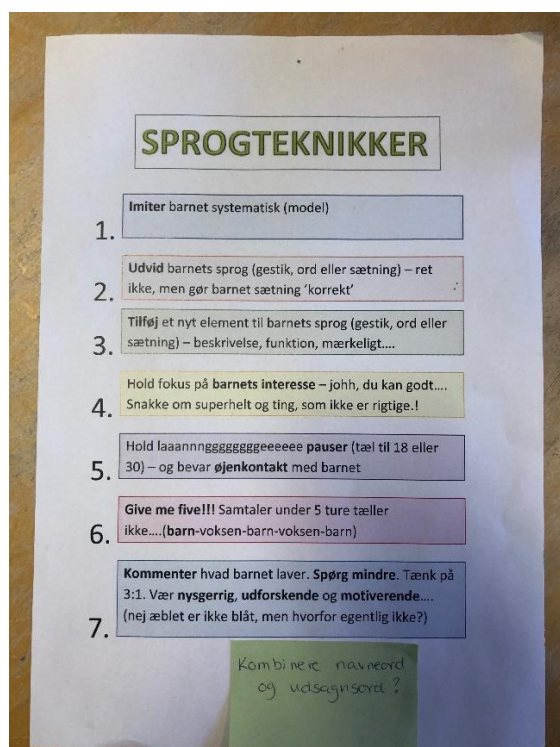 SPROGTEKNIKKER
1. Imiter barnet systematisk (model)
2. Udvid barnets sprog (gestik, ord eller sætning) – ret
ikke, men gør barnet sætning ‘korrekt’
3. Tilføj et nyt element til barnets sprog (gestik, ord eller
sætning) – beskrivelse, funktion, mærkeligt....
4. Hold fokus på barnets interesse – johh, du kan godt....
Snakke om superhelt og ting, som ikke er rigtige.!
5. Hold laaannngggggggggeeeeee pauser (tæl til 18 eller
30) – og bevar øjenkontakt med barnet
6. Give me five!!! Samtaler under 5 ture tæller
ikke....(barn-voksen-barn-voksen-barn)
7. Kommenter hvad barnet laver. Spørg mindre. Tænk på
3:1. Vær nysgerrig, udforskende og motiverende....
(nej æblet er ikke blåt, men hvorfor egentlig ikke?)
Kombinere navneord
og udsagnsord?